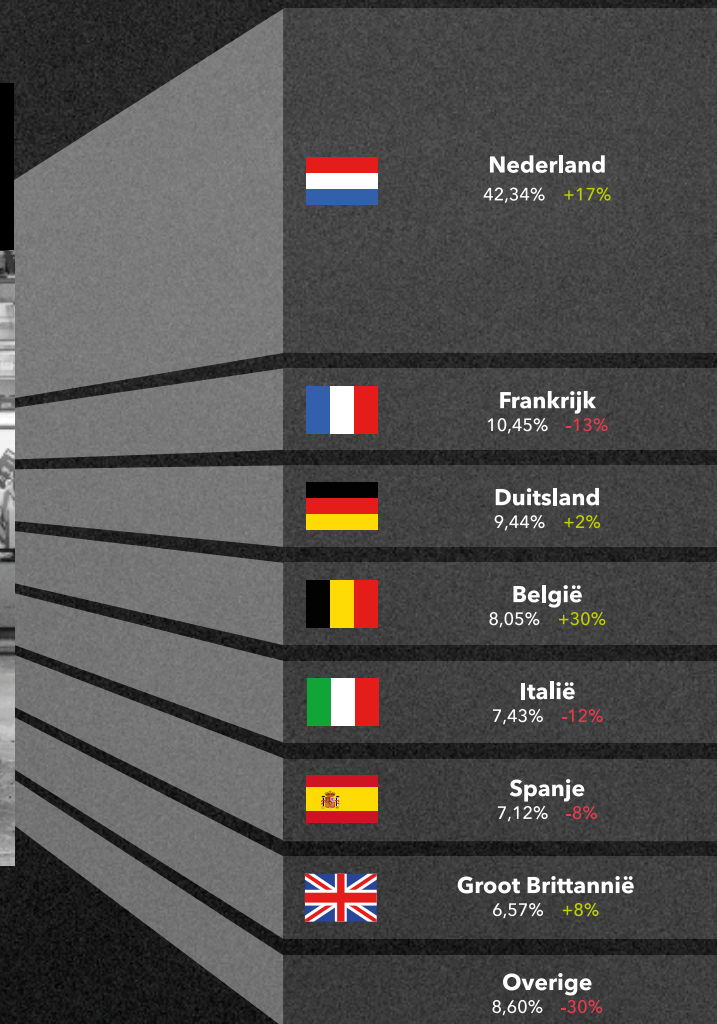 Nederland
42,34% +17%
Frankrijk
10,45% -13%
Duitsland
9,44% +2%
België
8,05% +30%
Italië
7,43% -12%
Spanje
7,12% -8%
Groot Brittannië
6,57% +8%
Overige
8,60% -30%